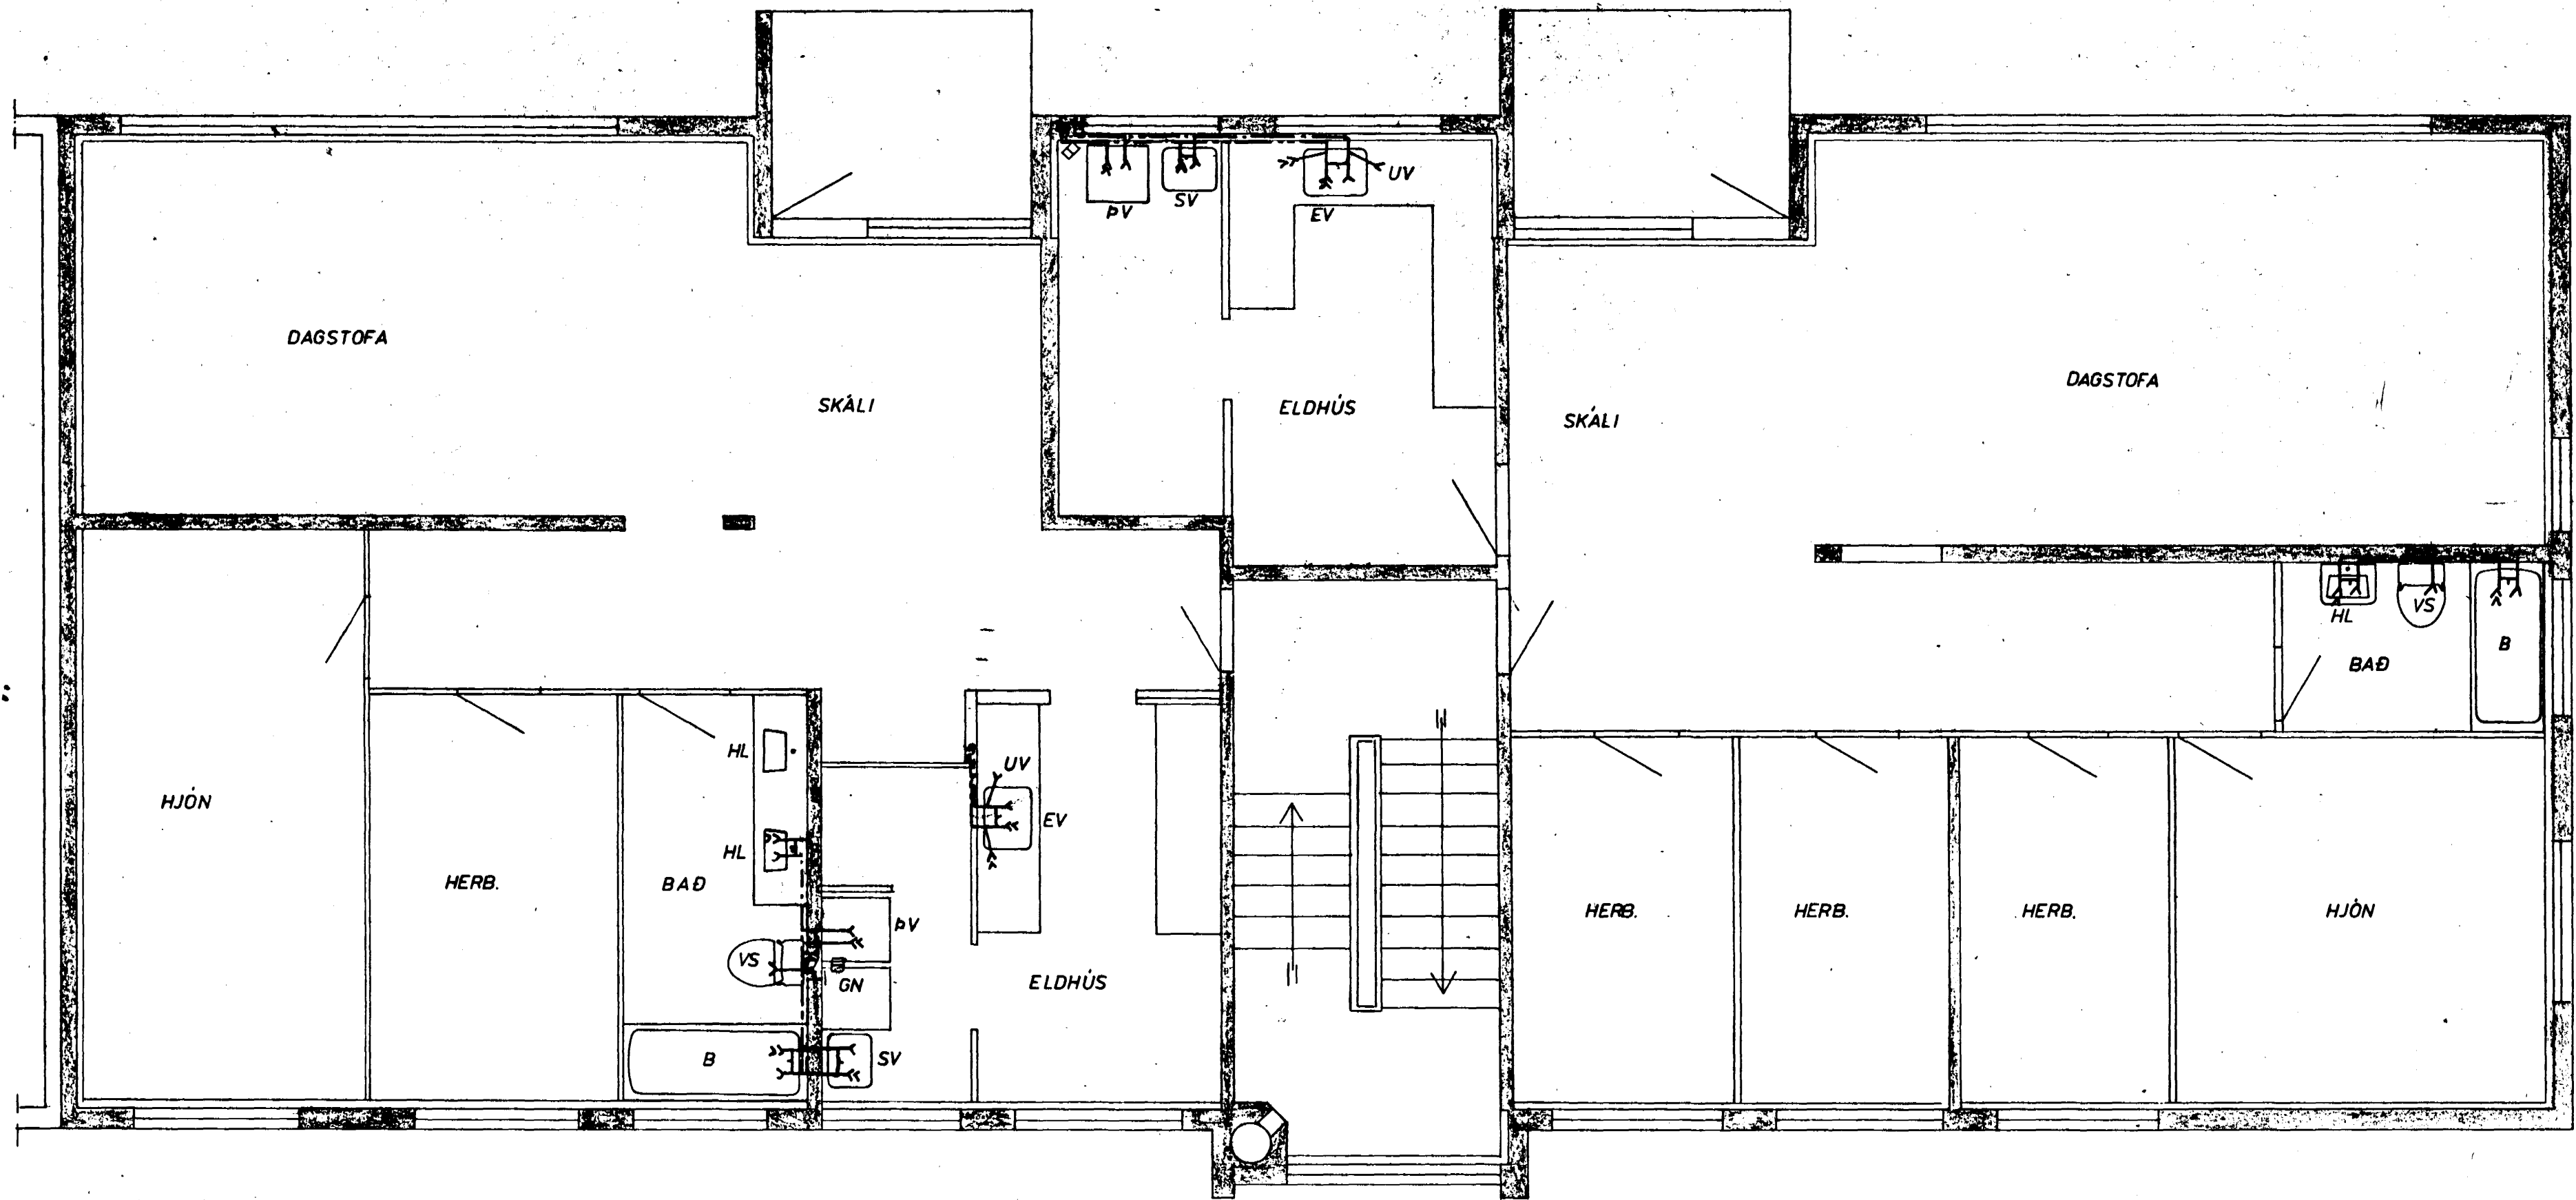 UV
ÞV
SV
EV
DAGSTOFA
SKÁLI
ELDHÚS
SKÁLI
DAGSTOFA
HL
VS
B
BAÐ
HJÓN
HL
UV
EV
HL
HERB.
BAÐ
ÞV
VS
GN
ELDHÚS
B
SV
HERB.
HERB.
HERB.
HJÓN